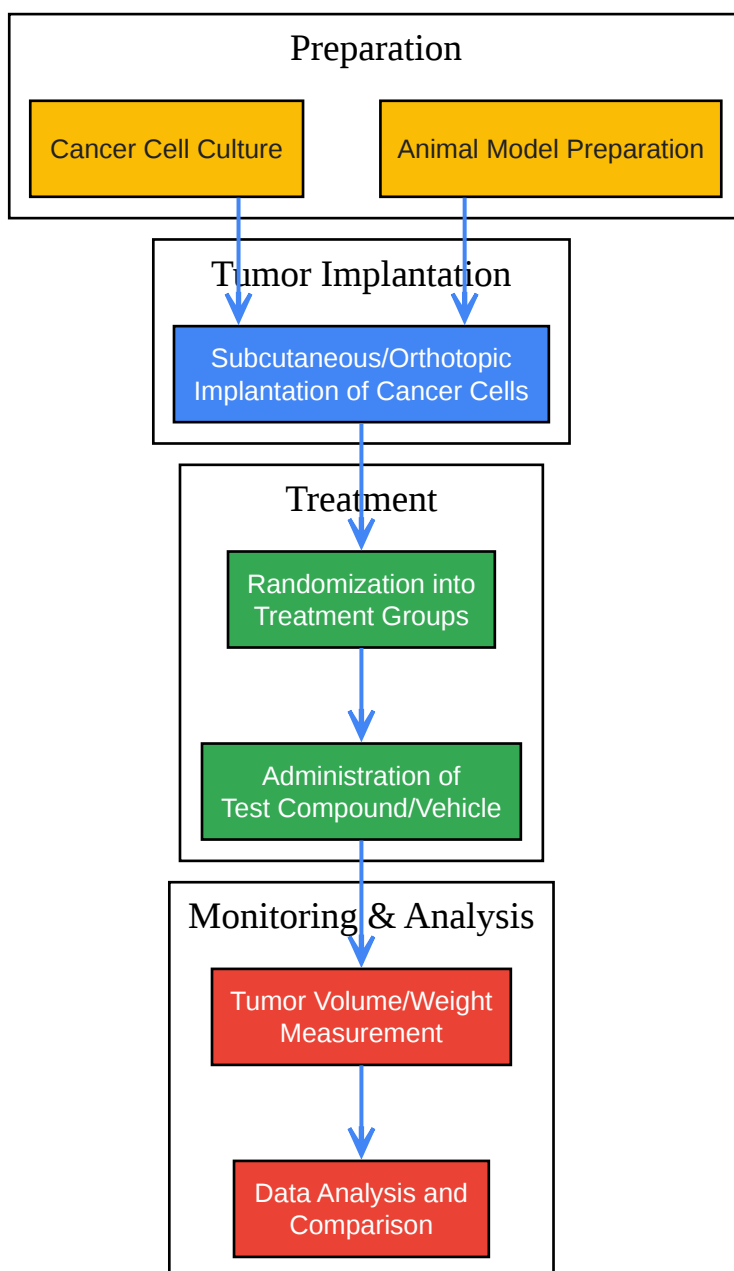 Preparation
Cancer Cell Culture
Animal Model Preparation
Tumor Implantation
Subcutaneous/Orthotopic
Implantation of Cancer Cells
Treatment
Randomization into
Treatment Groups
Administration of
Test Compound/Vehicle
Monitoring & Analysis
Tumor Volume/Weight
Measurement
Data Analysis and
Comparison